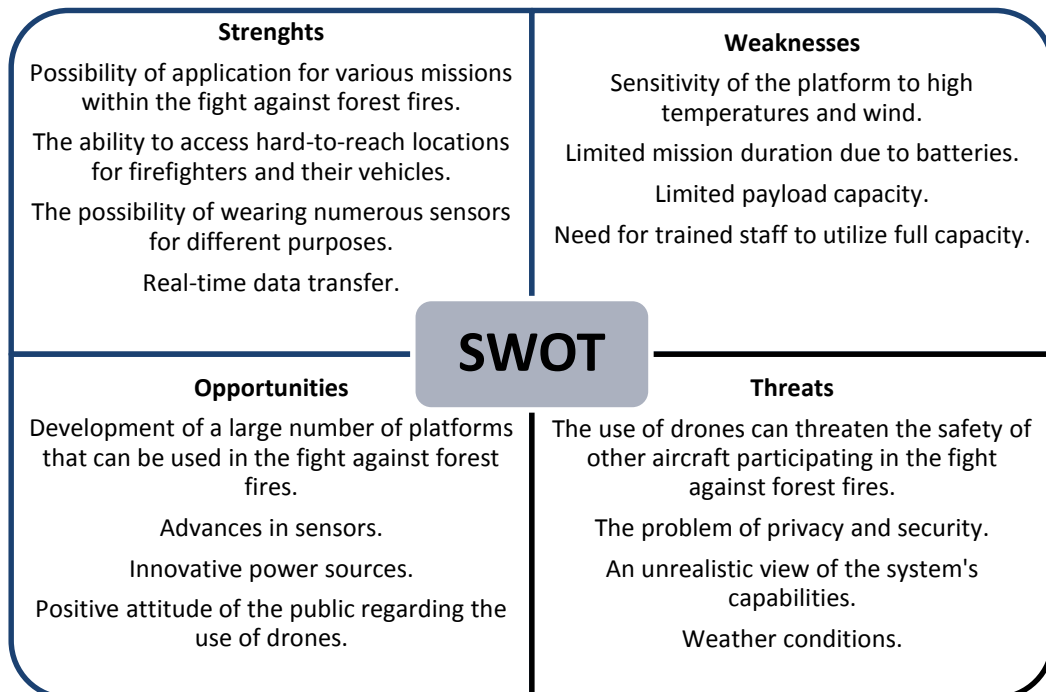 Strenghts
Possibility of application for various missions
within the fight against forest fires.
The ability to access hard-to-reach locations
for firefighters and their vehicles.
The possibility of wearing numerous sensors
for different purposes.
Real-time data transfer.
Weaknesses
Sensitivity of the platform to high
temperatures and wind.
Limited mission duration due to batteries.
Limited payload capacity.
Need for trained staff to utilize full capacity.
SWOT
Opportunities
Development of a large number of platforms
that can be used in the fight against forest
fires.
Advances in sensors.
Innovative power sources.
Positive attitude of the public regarding the
use of drones.
Threats
The use of drones can threaten the safety of
other aircraft participating in the fight
against forest fires.
The problem of privacy and security.
An unrealistic view of the system's
capabilities.
Weather conditions.